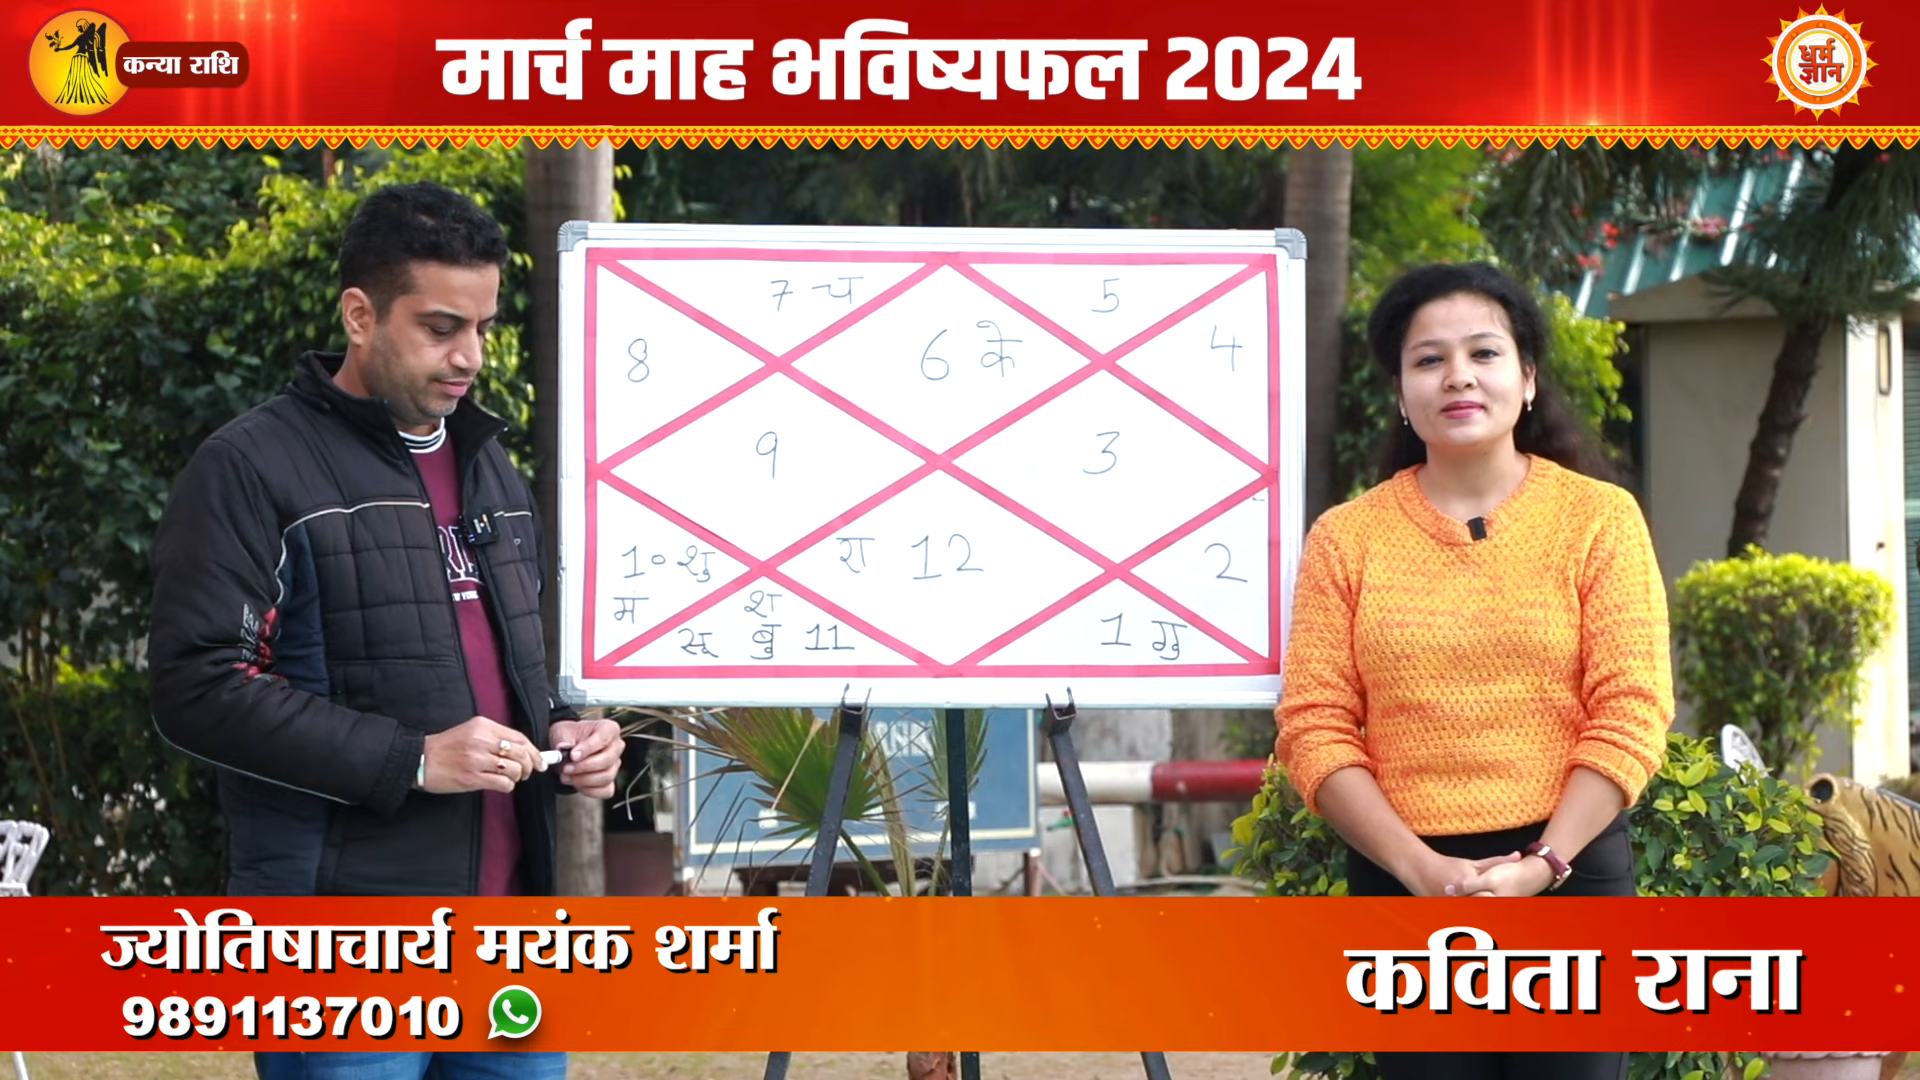 कन्या राशि
मार्च माह भविष्यफल 2024
धर्म
ज्ञान
7 च
5
8
6 के
4
9
3
10 शु
रा 12
2
म
श
सू बु 11
1 गु
ज्योतिषाचार्य मयंक शर्मा
9891137010
कविता राना